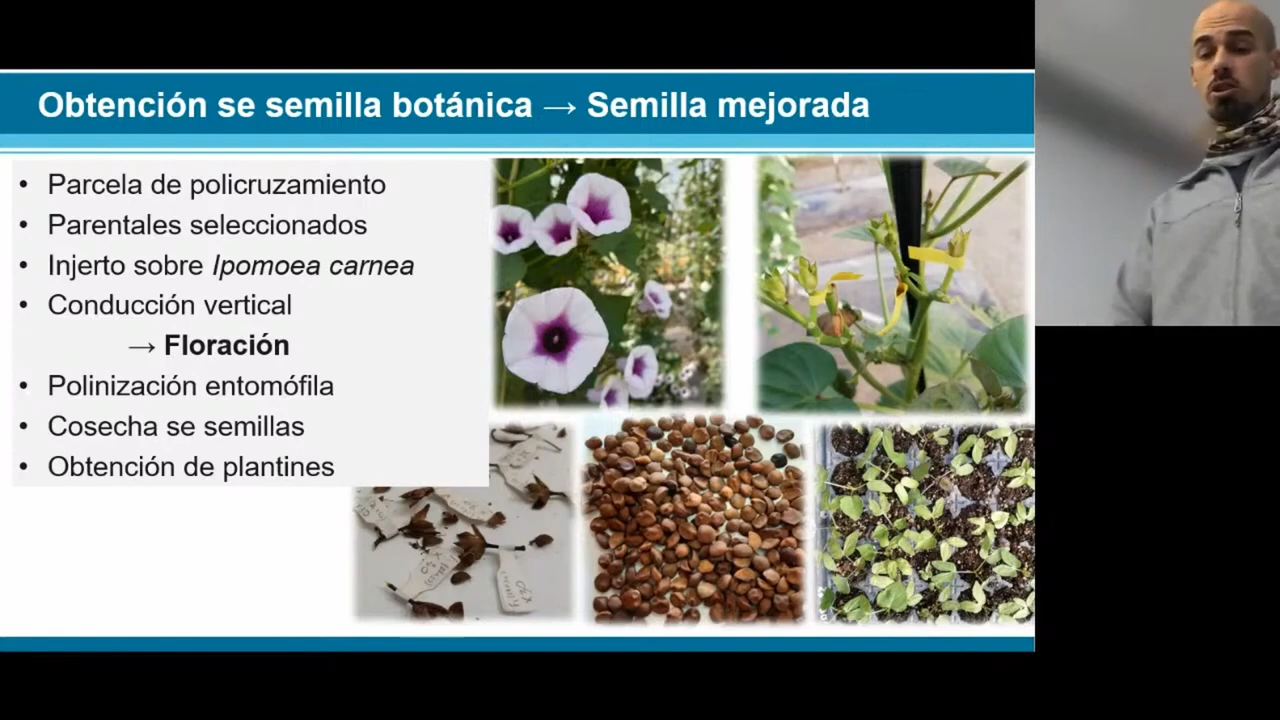 Obtención se semilla botánica → Semilla mejorada
• Parcela de policruzamiento
• Parentales seleccionados
• Injerto sobre Ipomoea carnea
• Conducción vertical
→ Floración
• Polinización entomófila
• Cosecha se semillas
• Obtención de plantines